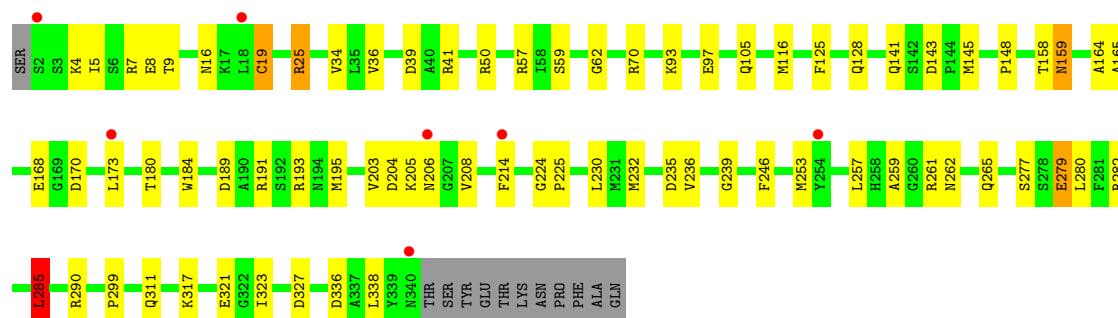 SER S2 S3 K4 I5 S6 R7 E8 T9 N16 K17 L18 C19 R25 V34 L35 V36 D39 A40 R41 R50 R57 I58 S59 G62 R70 K93 E97 Q105 M116 F125 Q128 Q141 S142 D143 P144 M145 P148 T158 N159 A164 A165
E168 G169 D170 L173 T180 W184 D189 A190 R191 S192 R193 N194 M195 V203 D204 K205 N206 G207 V208 F214 G224 P225 L230 M231 M232 D235 V236 G239 F246 M253 Y254 L257 H258 A259 G260 R261 N262 Q265 S277 S278 E279 L280 F281
L285 R290 P299 Q311 K317 E321 G322 I323 D327 D336 A337 L338 Y339 N340 THR SER TYR GLU THR LYS ASN PRO PHE ALA GLN